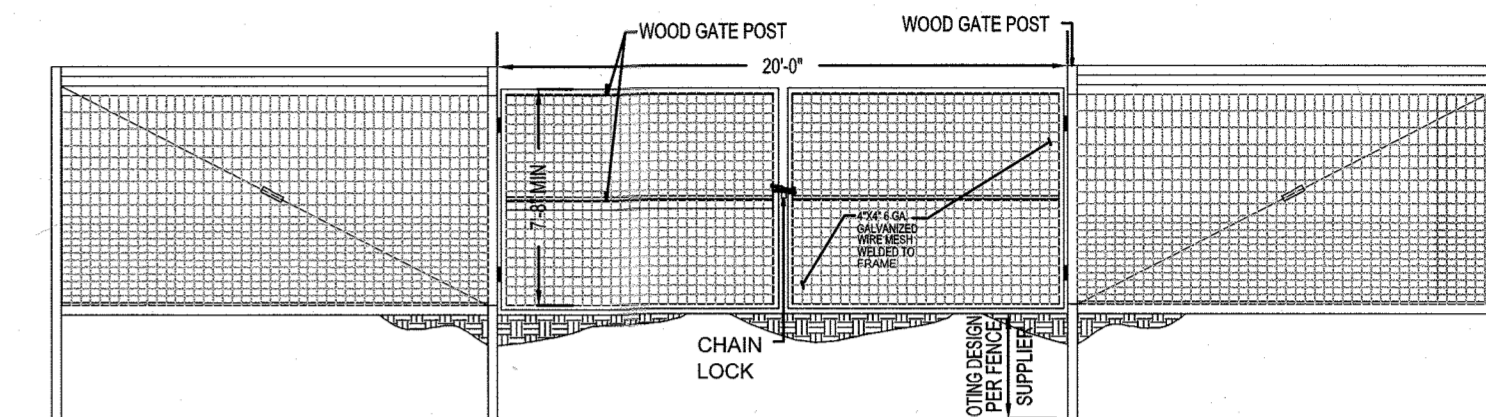 WOOD GATE POST
WOOD GATE POST
20'-0"
7'-8" MIN
4"X4" 6 GA.
GALVANIZED
WIRE MESH
WELDED TO
FRAME
CHAIN
LOCK
OTING DESIGN
PER FENCE
SUPPLIER